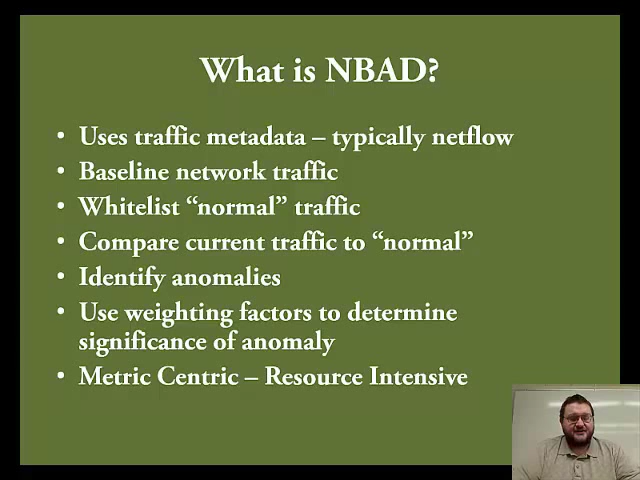 What is NBAD?
• Uses traffic metadata – typically netflow
• Baseline network traffic
• Whitelist “normal” traffic
• Compare current traffic to “normal”
• Identify anomalies
• Use weighting factors to determine
significance of anomaly
• Metric Centric – Resource Intensive